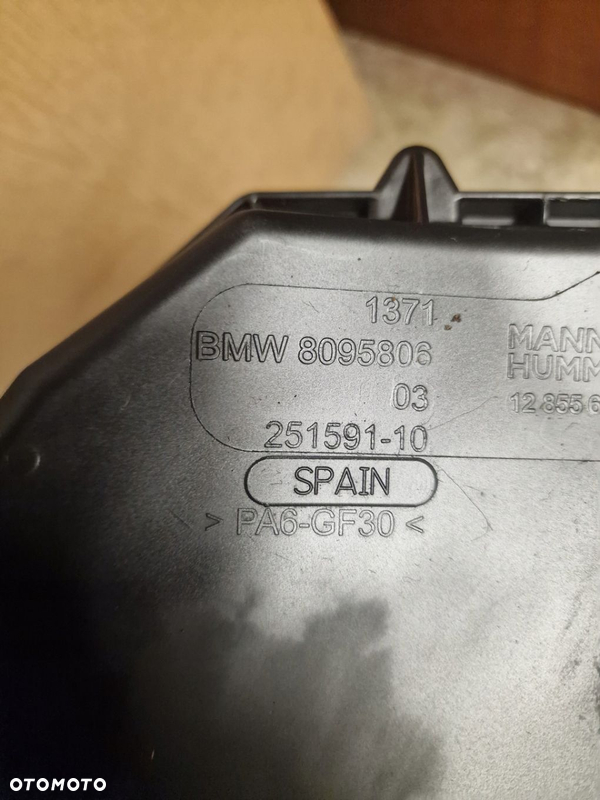 1371
BMW 8095806
03
251591-10
SPAIN
> PA6-GF30 <
MANN
HUMM
12 855 6
OTOMOTO